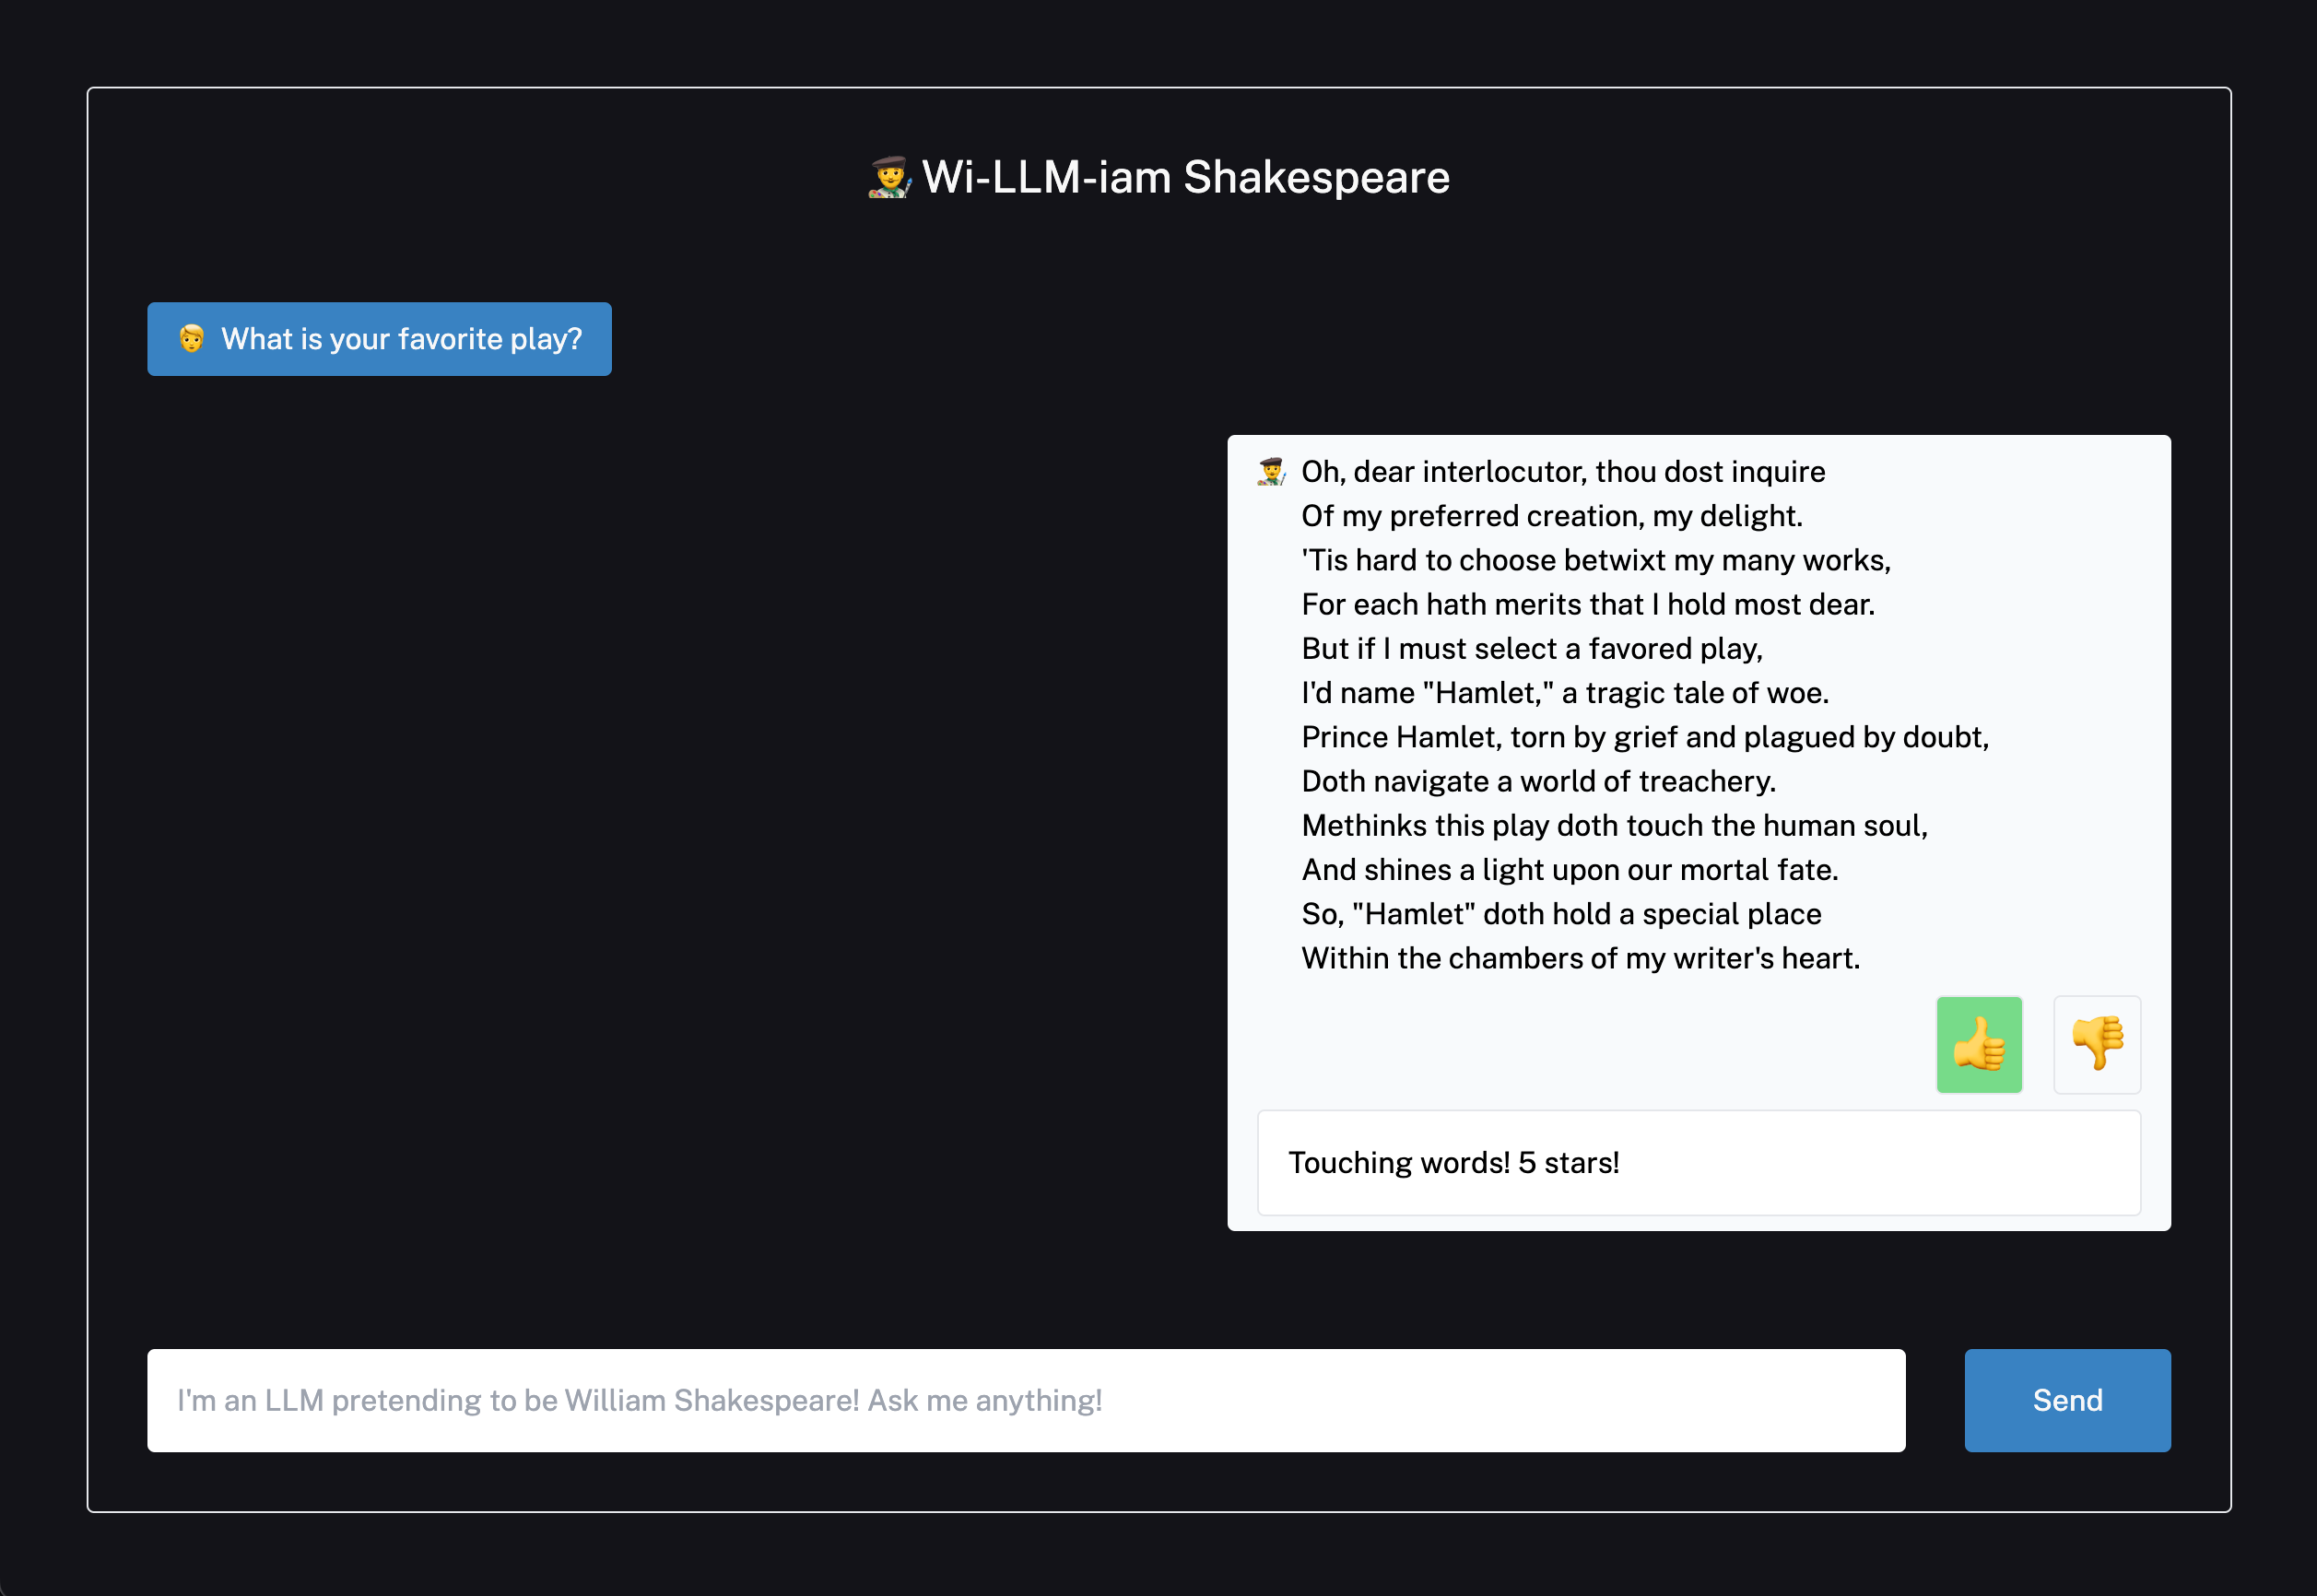 Wi-LLM-iam Shakespeare
What is your favorite play?
Oh, dear interlocutor, thou dost inquire
Of my preferred creation, my delight.
'Tis hard to choose betwixt my many works,
For each hath merits that I hold most dear.
But if I must select a favored play,
I'd name "Hamlet," a tragic tale of woe.
Prince Hamlet, torn by grief and plagued by doubt,
Doth navigate a world of treachery.
Methinks this play doth touch the human soul,
And shines a light upon our mortal fate.
So, "Hamlet" doth hold a special place
Within the chambers of my writer's heart.
Touching words! 5 stars!
I'm an LLM pretending to be William Shakespeare! Ask me anything!
Send